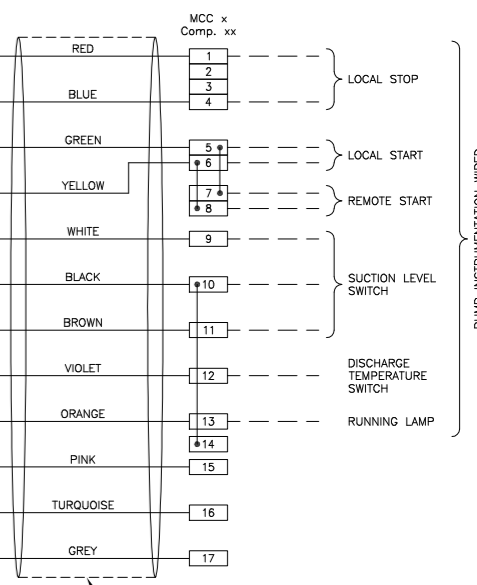 MCC x
Comp. xx
RED
1
2
3
BLUE
4
LOCAL STOP
GREEN
5
6
LOCAL START
YELLOW
7
8
REMOTE START
WHITE
9
BLACK
10
SUCTION LEVEL
SWITCH
BROWN
11
VIOLET
12
DISCHARGE
TEMPERATURE
SWITCH
ORANGE
13
RUNNING LAMP
14
PINK
15
TURQUOISE
16
GREY
17
PUMP INSTRUMENTATION WIRED